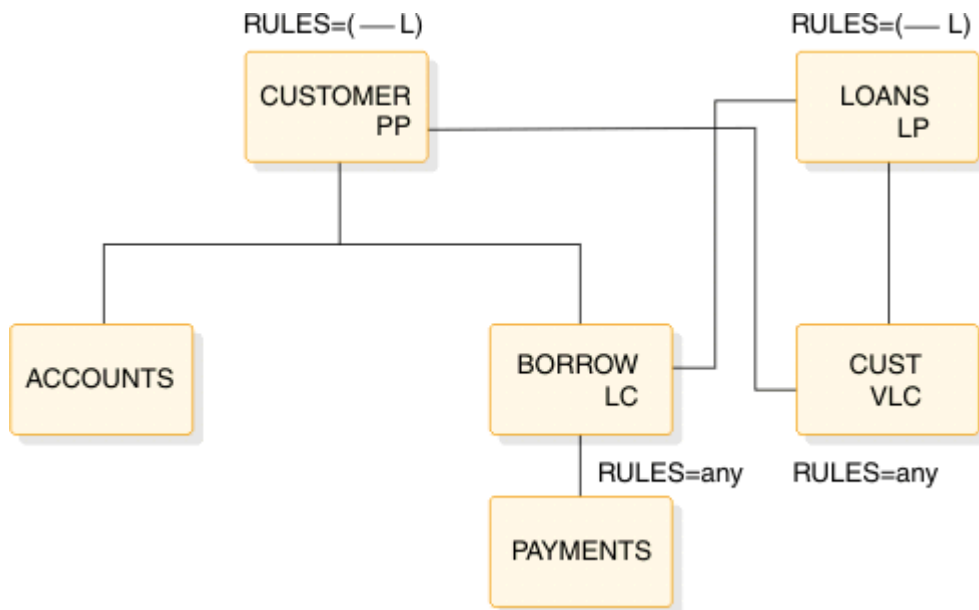 RULES=( — L)
RULES=( — L)
CUSTOMER
PP
LOANS
LP
ACCOUNTS
BORROW
LC
CUST
VLC
RULES=any
RULES=any
PAYMENTS